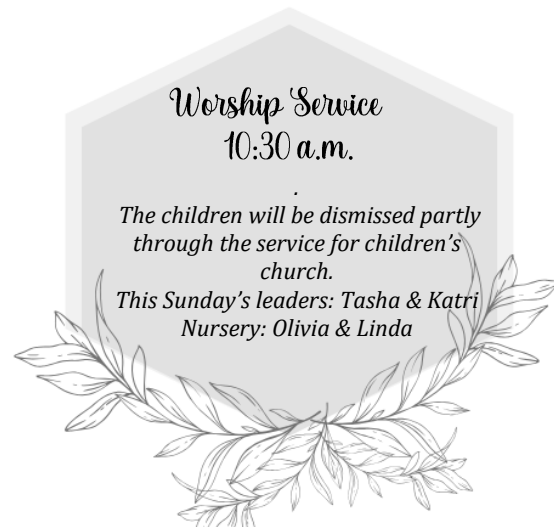 Worship Service
10:30 a.m.
.
The children will be dismissed partly
through the service for children's
church.
This Sunday's leaders: Tasha & Katri
Nursery: Olivia & Linda